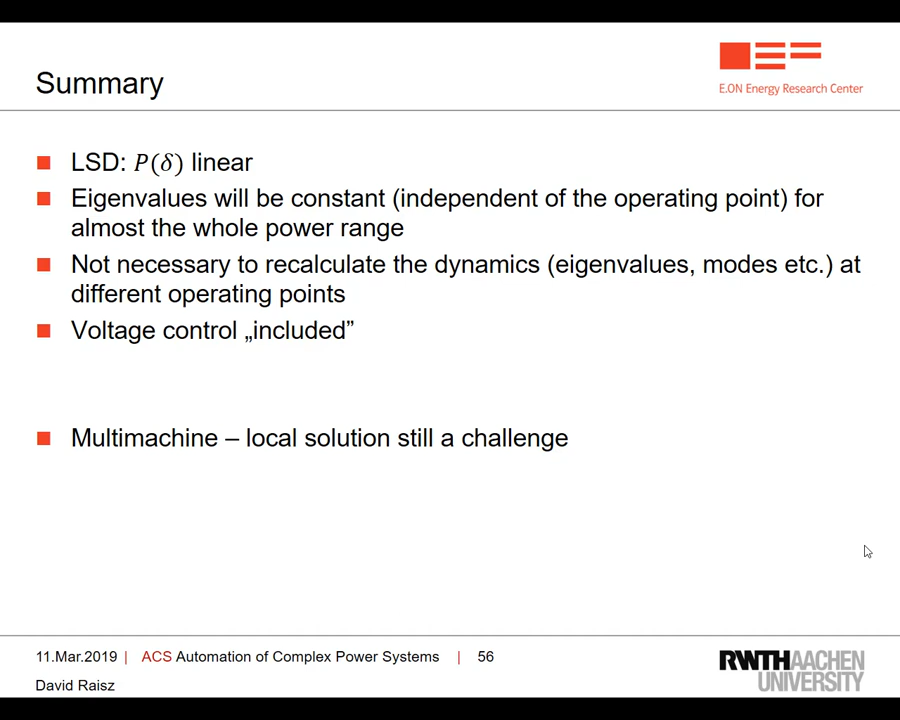 Summary
E.ON Energy Research Center
LSD: P(δ) linear
Eigenvalues will be constant (independent of the operating point) for
almost the whole power range
Not necessary to recalculate the dynamics (eigenvalues, modes etc.) at
different operating points
Voltage control „included”
Multimachine – local solution still a challenge
11.Mar.2019 | ACS Automation of Complex Power Systems | 56
David Raisz
RWTHAACHEN
UNIVERSITY